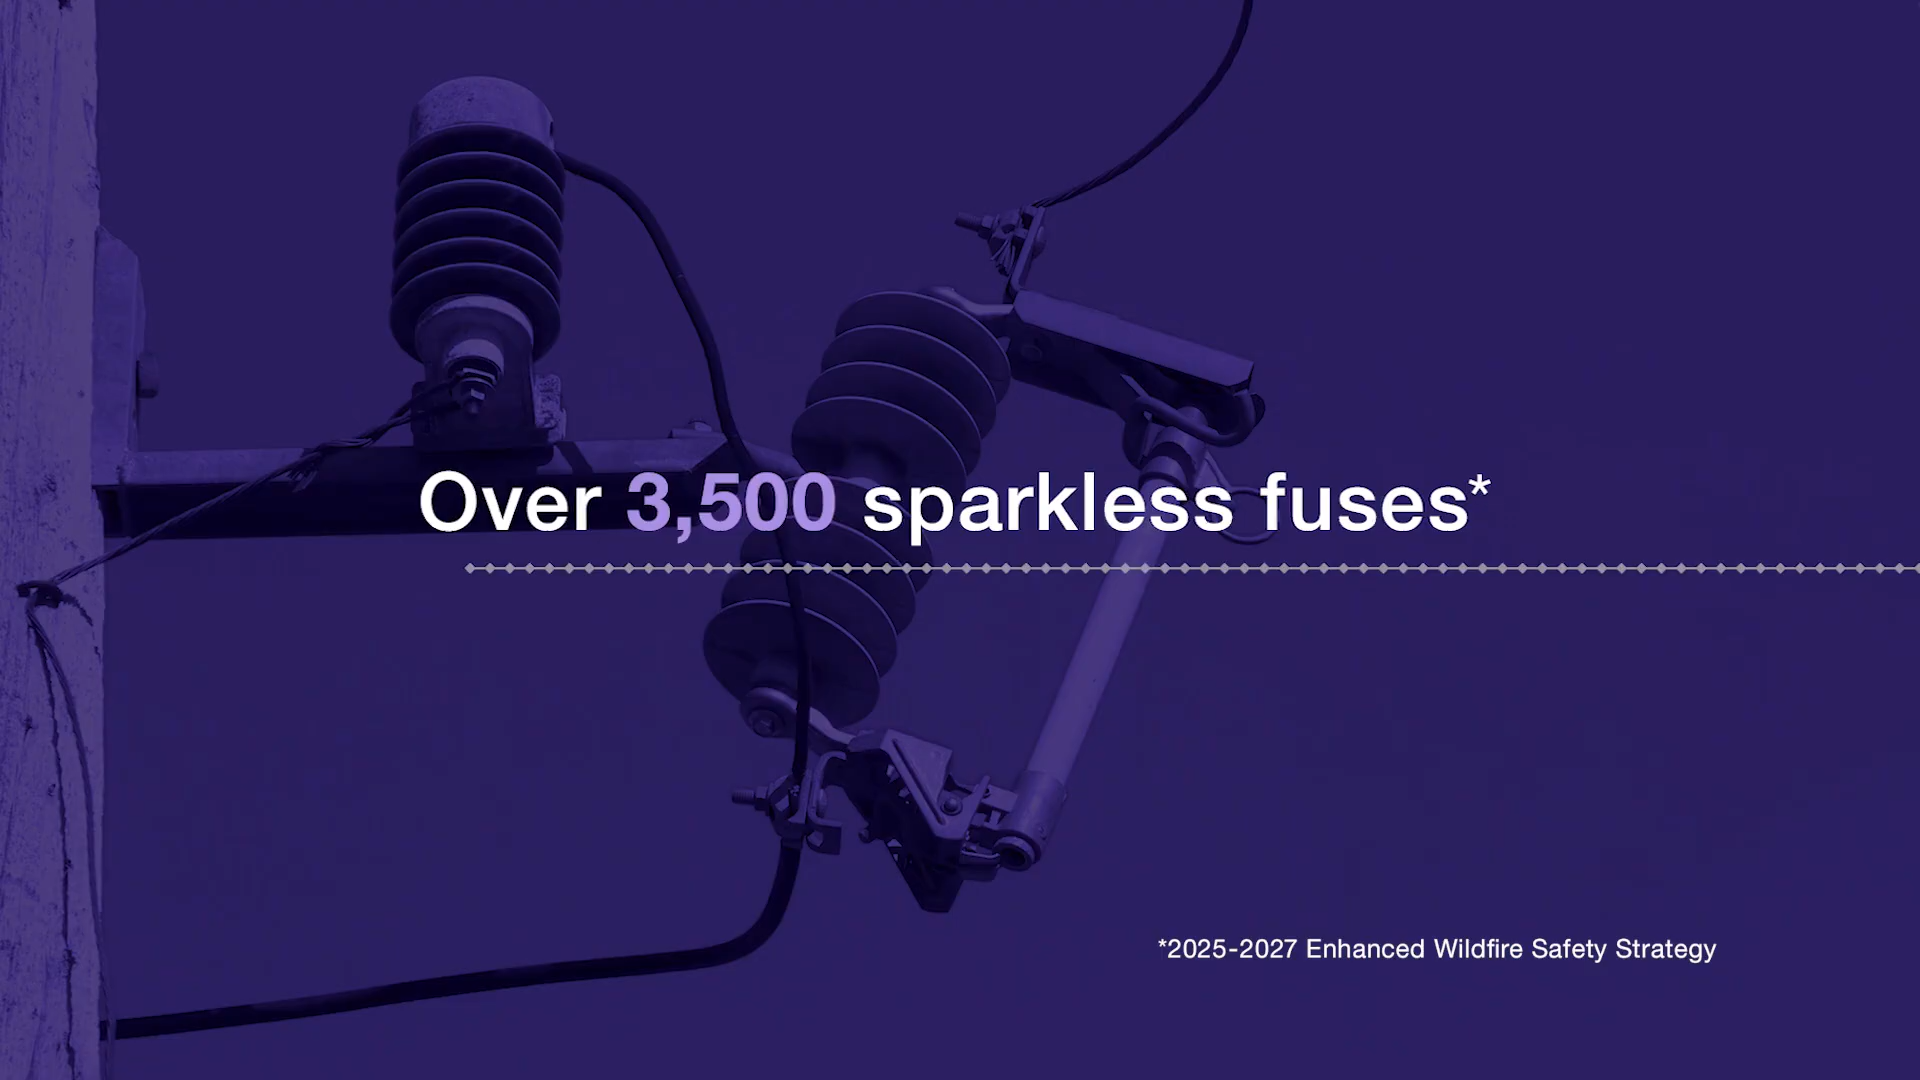 Over 3,500 sparkless fuses*
*2025-2027 Enhanced Wildfire Safety Strategy